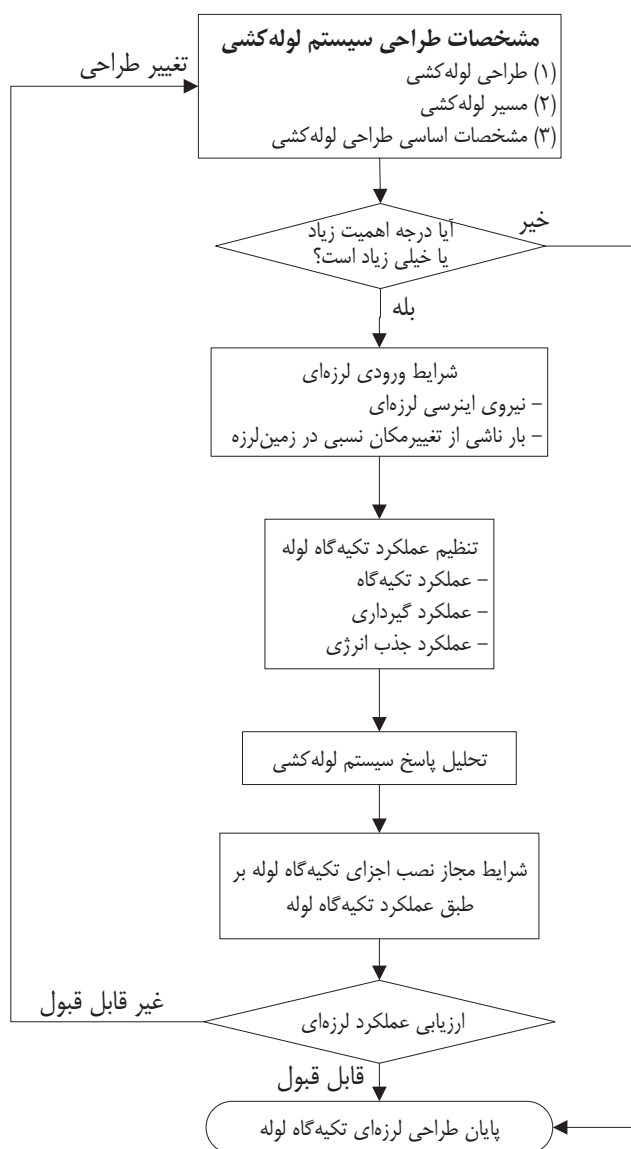 مشخصات طراحی سیستم لوله‌کشی
(۱) طراحی لوله‌کشی
(۲) مسیر لوله‌کشی
(۳) مشخصات اساسی طراحی لوله‌کشی
تغییر طراحی
آیا درجه اهمیت زیاد
یا خیلی زیاد است؟
خیر
بله
شرایط ورودی لرزه‌ای
– نیروی اینرسی لرزه‌ای
– بار ناشی از تغییرمکان نسبی در زمین‌لرزه
تنظیم عملکرد تکیه‌گاه لوله
– عملکرد تکیه‌گاه
– عملکرد گیرداری
– عملکرد جذب انرژی
تحلیل پاسخ سیستم لوله‌کشی
شرایط مجاز نصب اجزای تکیه‌گاه لوله بر
طبق عملکرد تکیه‌گاه لوله
ارزیابی عملکرد لرزه‌ای
غیر قابل قبول
قابل قبول
پایان طراحی لرزه‌ای تکیه‌گاه لوله